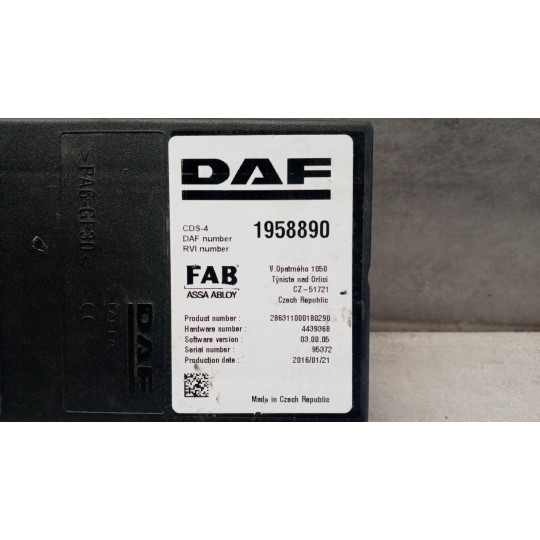 DAF
CDS-4
DAF number 1958890
RVI number
FAB
ASSA ABLOY
V.Opatrného 1050
Týniste nad Orlicí
CZ-51721
Czech Republic
Product number : 286311000180290
Hardware number : 4439368
Software version : 03.00.05
Serial number : 95372
Production date : 2016/01/21
Made in Czech Republic
>PA6-GF30<
DAF